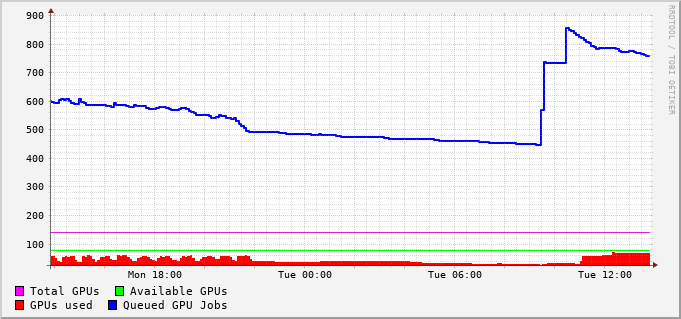 900
800
700
600
500
400
300
200
100
Mon 18:00 Tue 00:00 Tue 06:00 Tue 12:00
Total GPUs Available GPUs
GPUs used Queued GPU Jobs
RRDTOOL / TOBI OETIKER